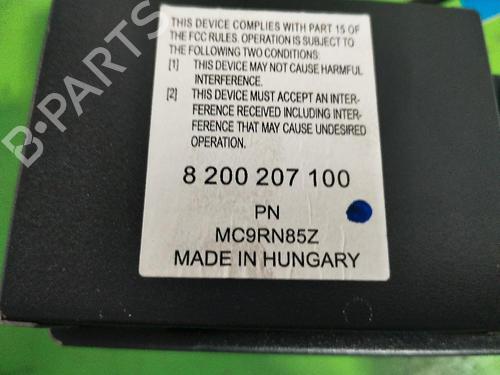 THIS DEVICE COMPLIES WITH PART 15 OF
THE FCC RULES. OPERATION IS SUBJECT TO
THE FOLLOWING TWO CONDITIONS:
[1] THIS DEVICE MAY NOT CAUSE HARMFUL
INTERFERENCE.
[2] THIS DEVICE MUST ACCEPT AN INTER-
FERENCE RECEIVED INCLUDING INTER-
FERENCE THAT MAY CAUSE UNDESIRED
OPERATION.
8 200 207 100
PN
MC9RN85Z
MADE IN HUNGARY
B-PARTS